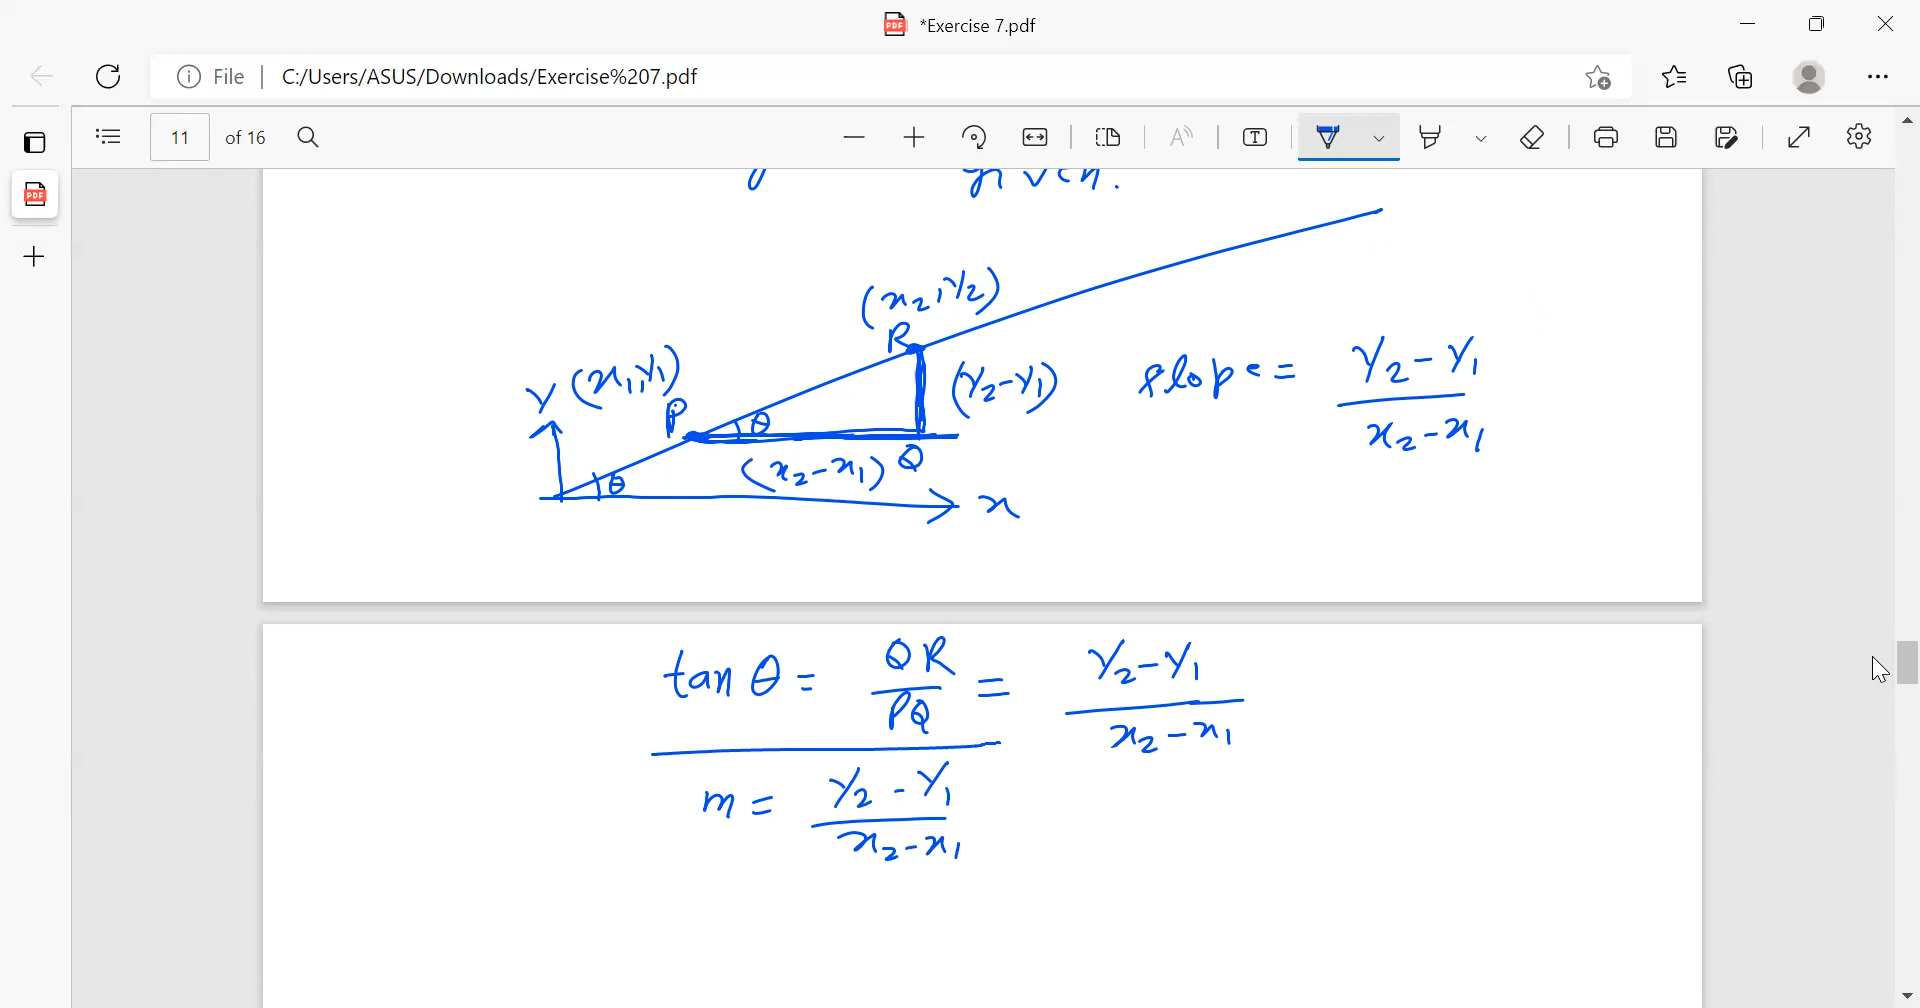 *Exercise 7.pdf
File | C:/Users/ASUS/Downloads/Exercise%207.pdf
11 of 16
given.
(x₂, y₂)
R
y (x₁, y₁)
P θ (y₂-y₁) slope = y₂-y₁ / x₂-x₁
(x₂-x₁) Q
θ
x
tan θ = QR/PQ = y₂-y₁ / x₂-x₁
m = y₂-y₁ / x₂-x₁